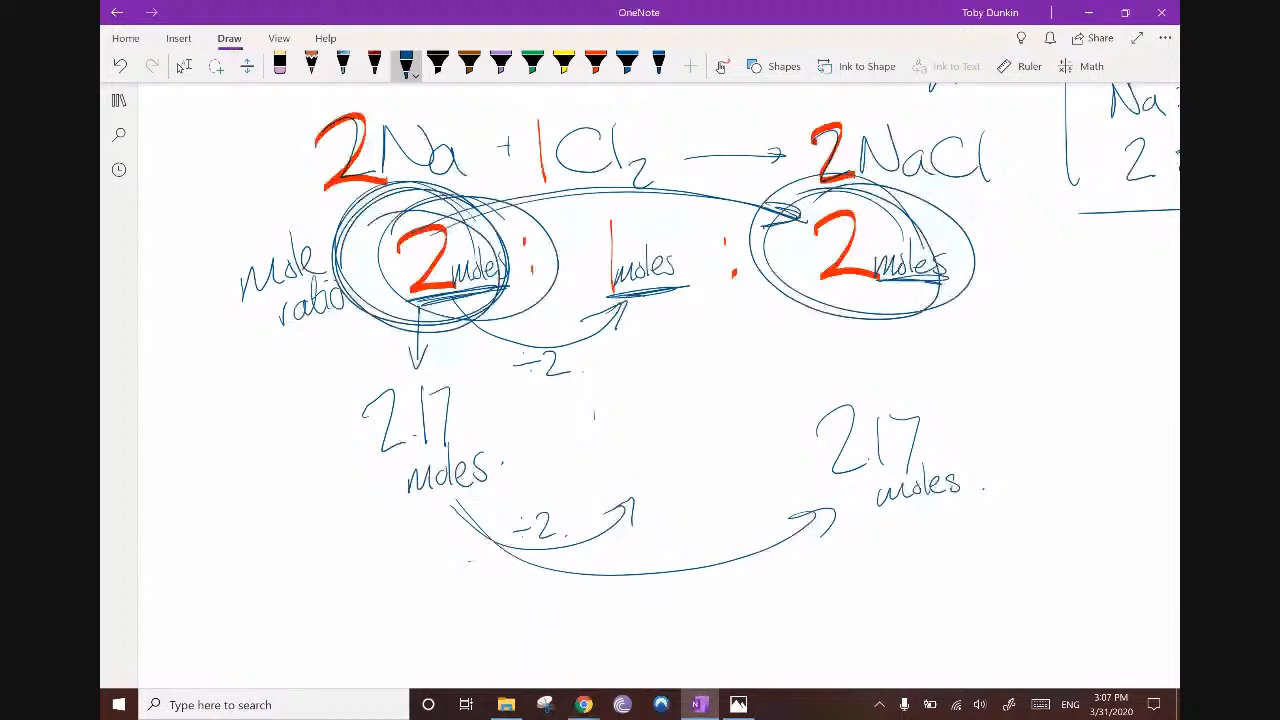 OneNote
Toby Dunkin
Home Insert Draw View Help
Share
Shapes Ink to Shape Ink to Text Ruler Math
Na :
2 :
2Na + 1Cl₂ → 2NaCl
mole ratio
2 moles : 1 moles : 2 moles
÷2.
2.17 moles.
2.17 moles.
÷2.
Type here to search
ENG
3:07 PM
3/31/2020